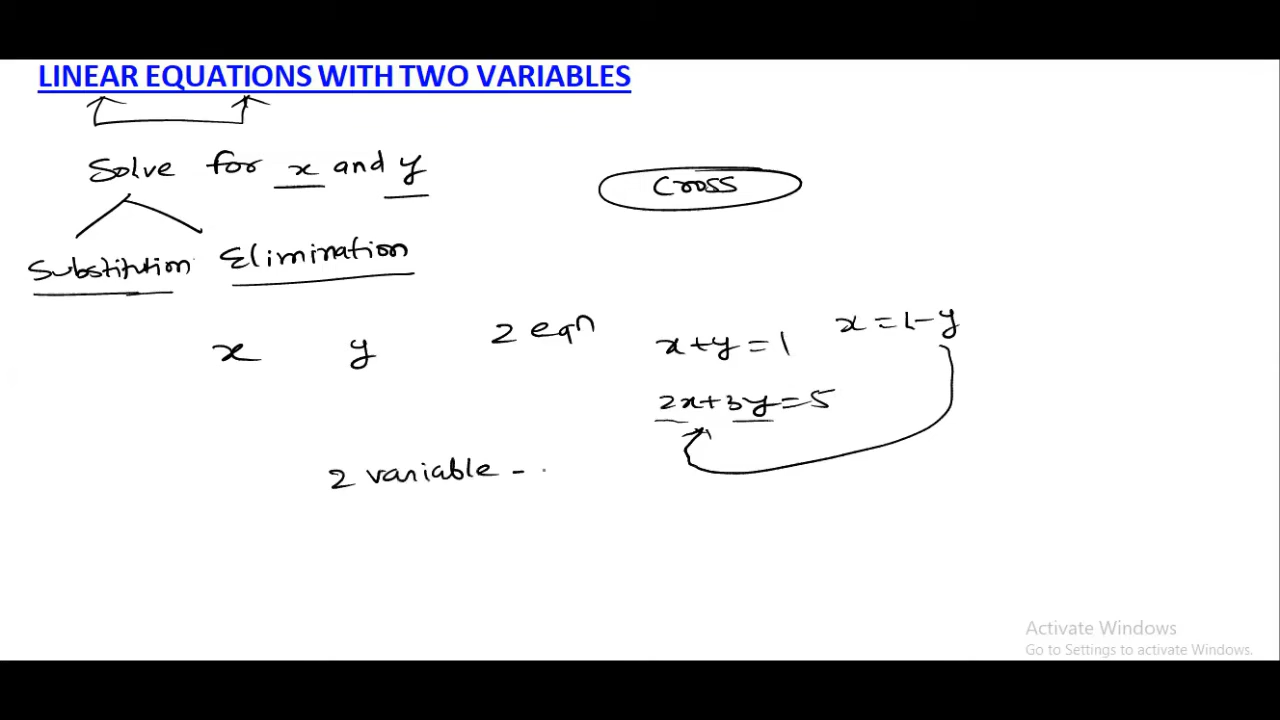 LINEAR EQUATIONS WITH TWO VARIABLES
Solve for x and y
Cross
Substitution Elimination
x y 2 eqn
x+y=1 x=1-y
2x+3y=5
2 variable -
Activate Windows
Go to Settings to activate Windows.